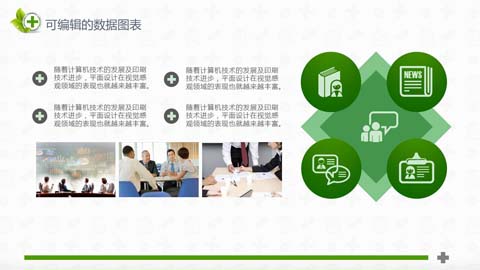 可编辑的数据图表
随着计算机技术的发展及印刷
技术进步，平面设计在视觉感
观领域的表现也就越来越丰富。
随着计算机技术的发展及印刷
技术进步，平面设计在视觉感
观领域的表现也就越来越丰富。
随着计算机技术的发展及印刷
技术进步，平面设计在视觉感
观领域的表现也就越来越丰富。
随着计算机技术的发展及印刷
技术进步，平面设计在视觉感
观领域的表现也就越来越丰富。
NEWS